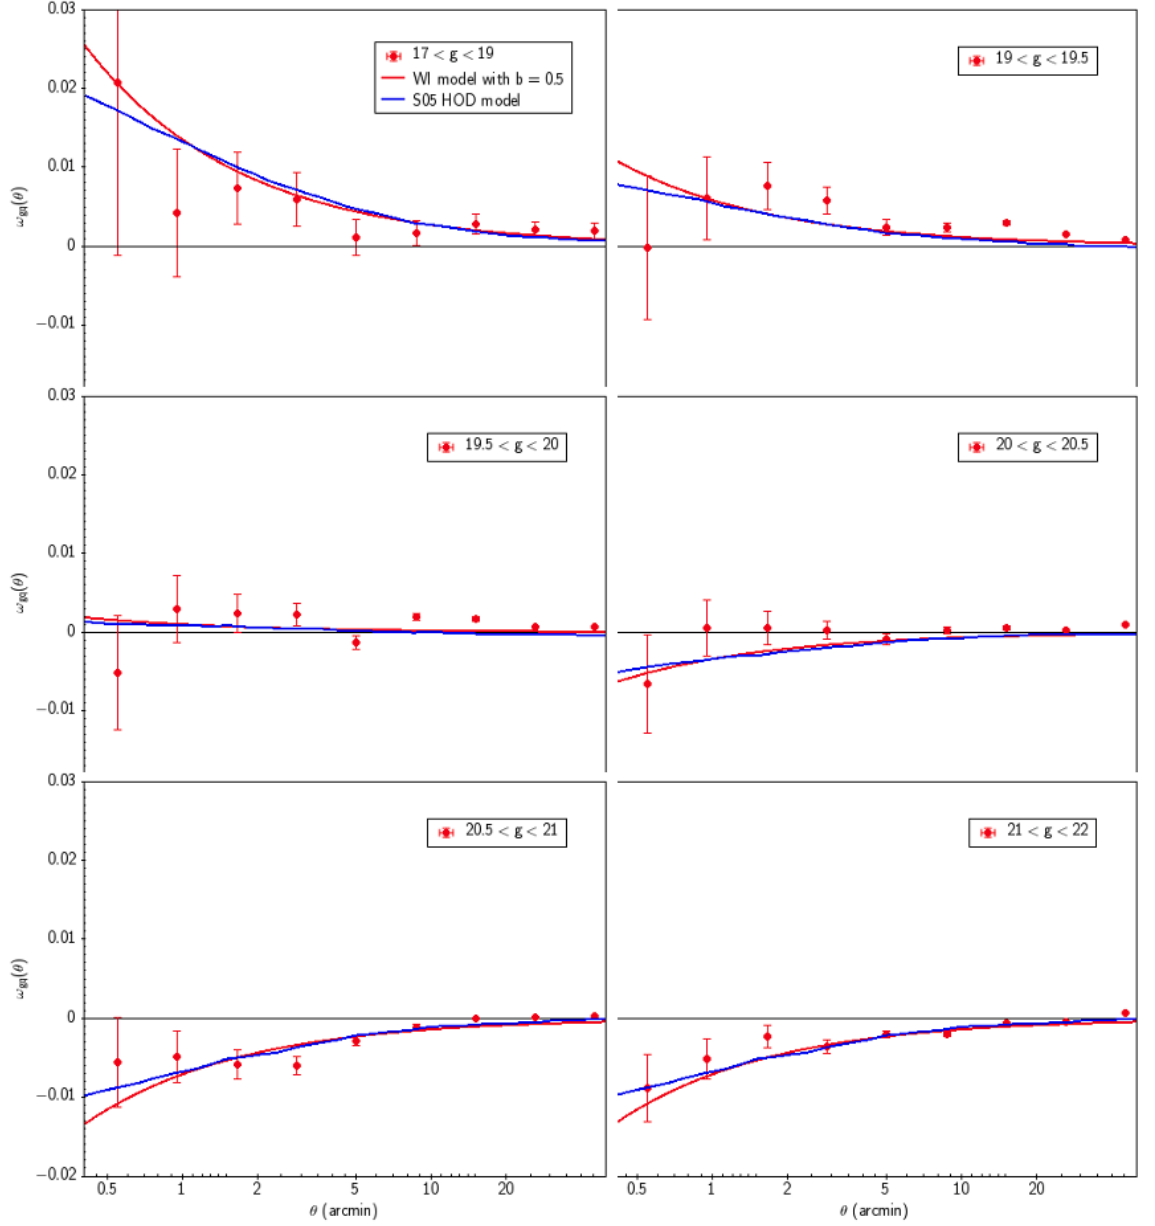 0.03
0.02
0.01
0
−0.01
ωgq(θ)
17 < g < 19
WI model with b = 0.5
S05 HOD model
19 < g < 19.5
0.03
0.02
0.01
0
−0.01
ωgq(θ)
19.5 < g < 20
20 < g < 20.5
0.03
0.02
0.01
0
−0.01
−0.02
ωgq(θ)
20.5 < g < 21
21 < g < 22
0.5 1 2 5 10 20
θ (arcmin)
0.5 1 2 5 10 20
θ (arcmin)